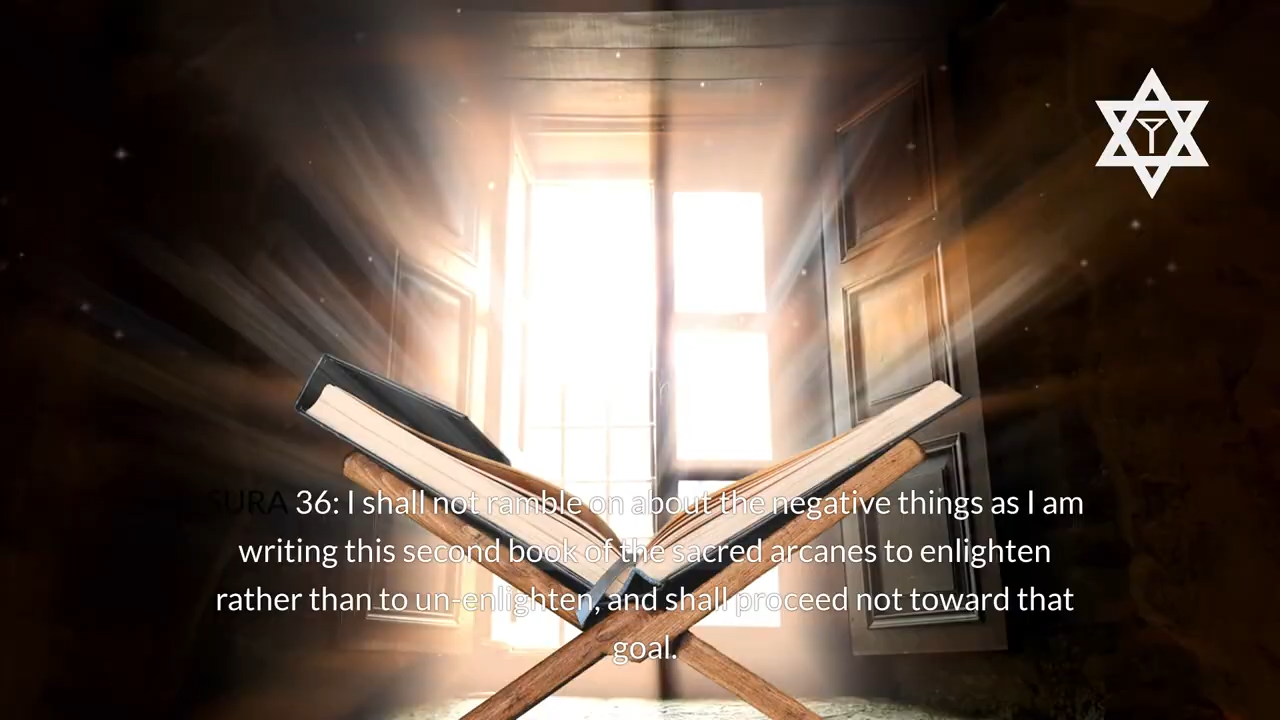 SURA 36: I shall not ramble on about the negative things as I am
writing this second book of the sacred arcanes to enlighten
rather than to un-enlighten, and shall proceed not toward that
goal.